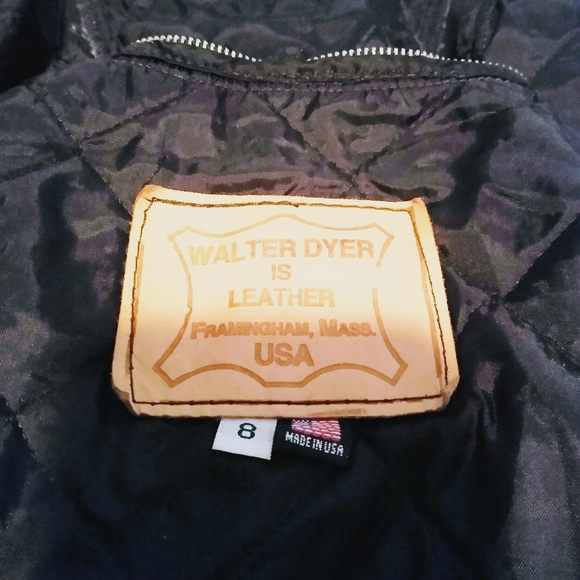 WALTER DYER
IS
LEATHER
FRAMINGHAM, MASS.
USA
8
MADE IN USA